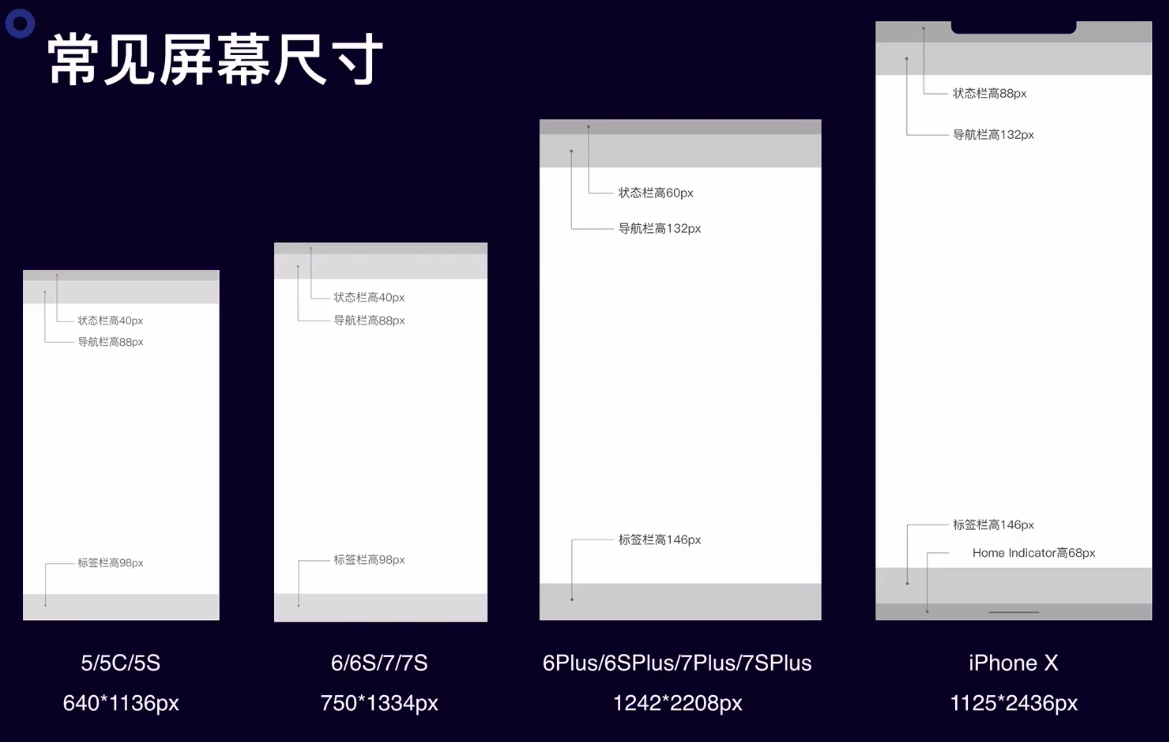 常见屏幕尺寸
状态栏高40px
导航栏高88px
标签栏高98px
5/5C/5S
640*1136px
状态栏高40px
导航栏高88px
标签栏高98px
6/6S/7/7S
750*1334px
状态栏高60px
导航栏高132px
标签栏高146px
6Plus/6SPlus/7Plus/7SPlus
1242*2208px
状态栏高88px
导航栏高132px
标签栏高146px
Home Indicator高68px
iPhone X
1125*2436px